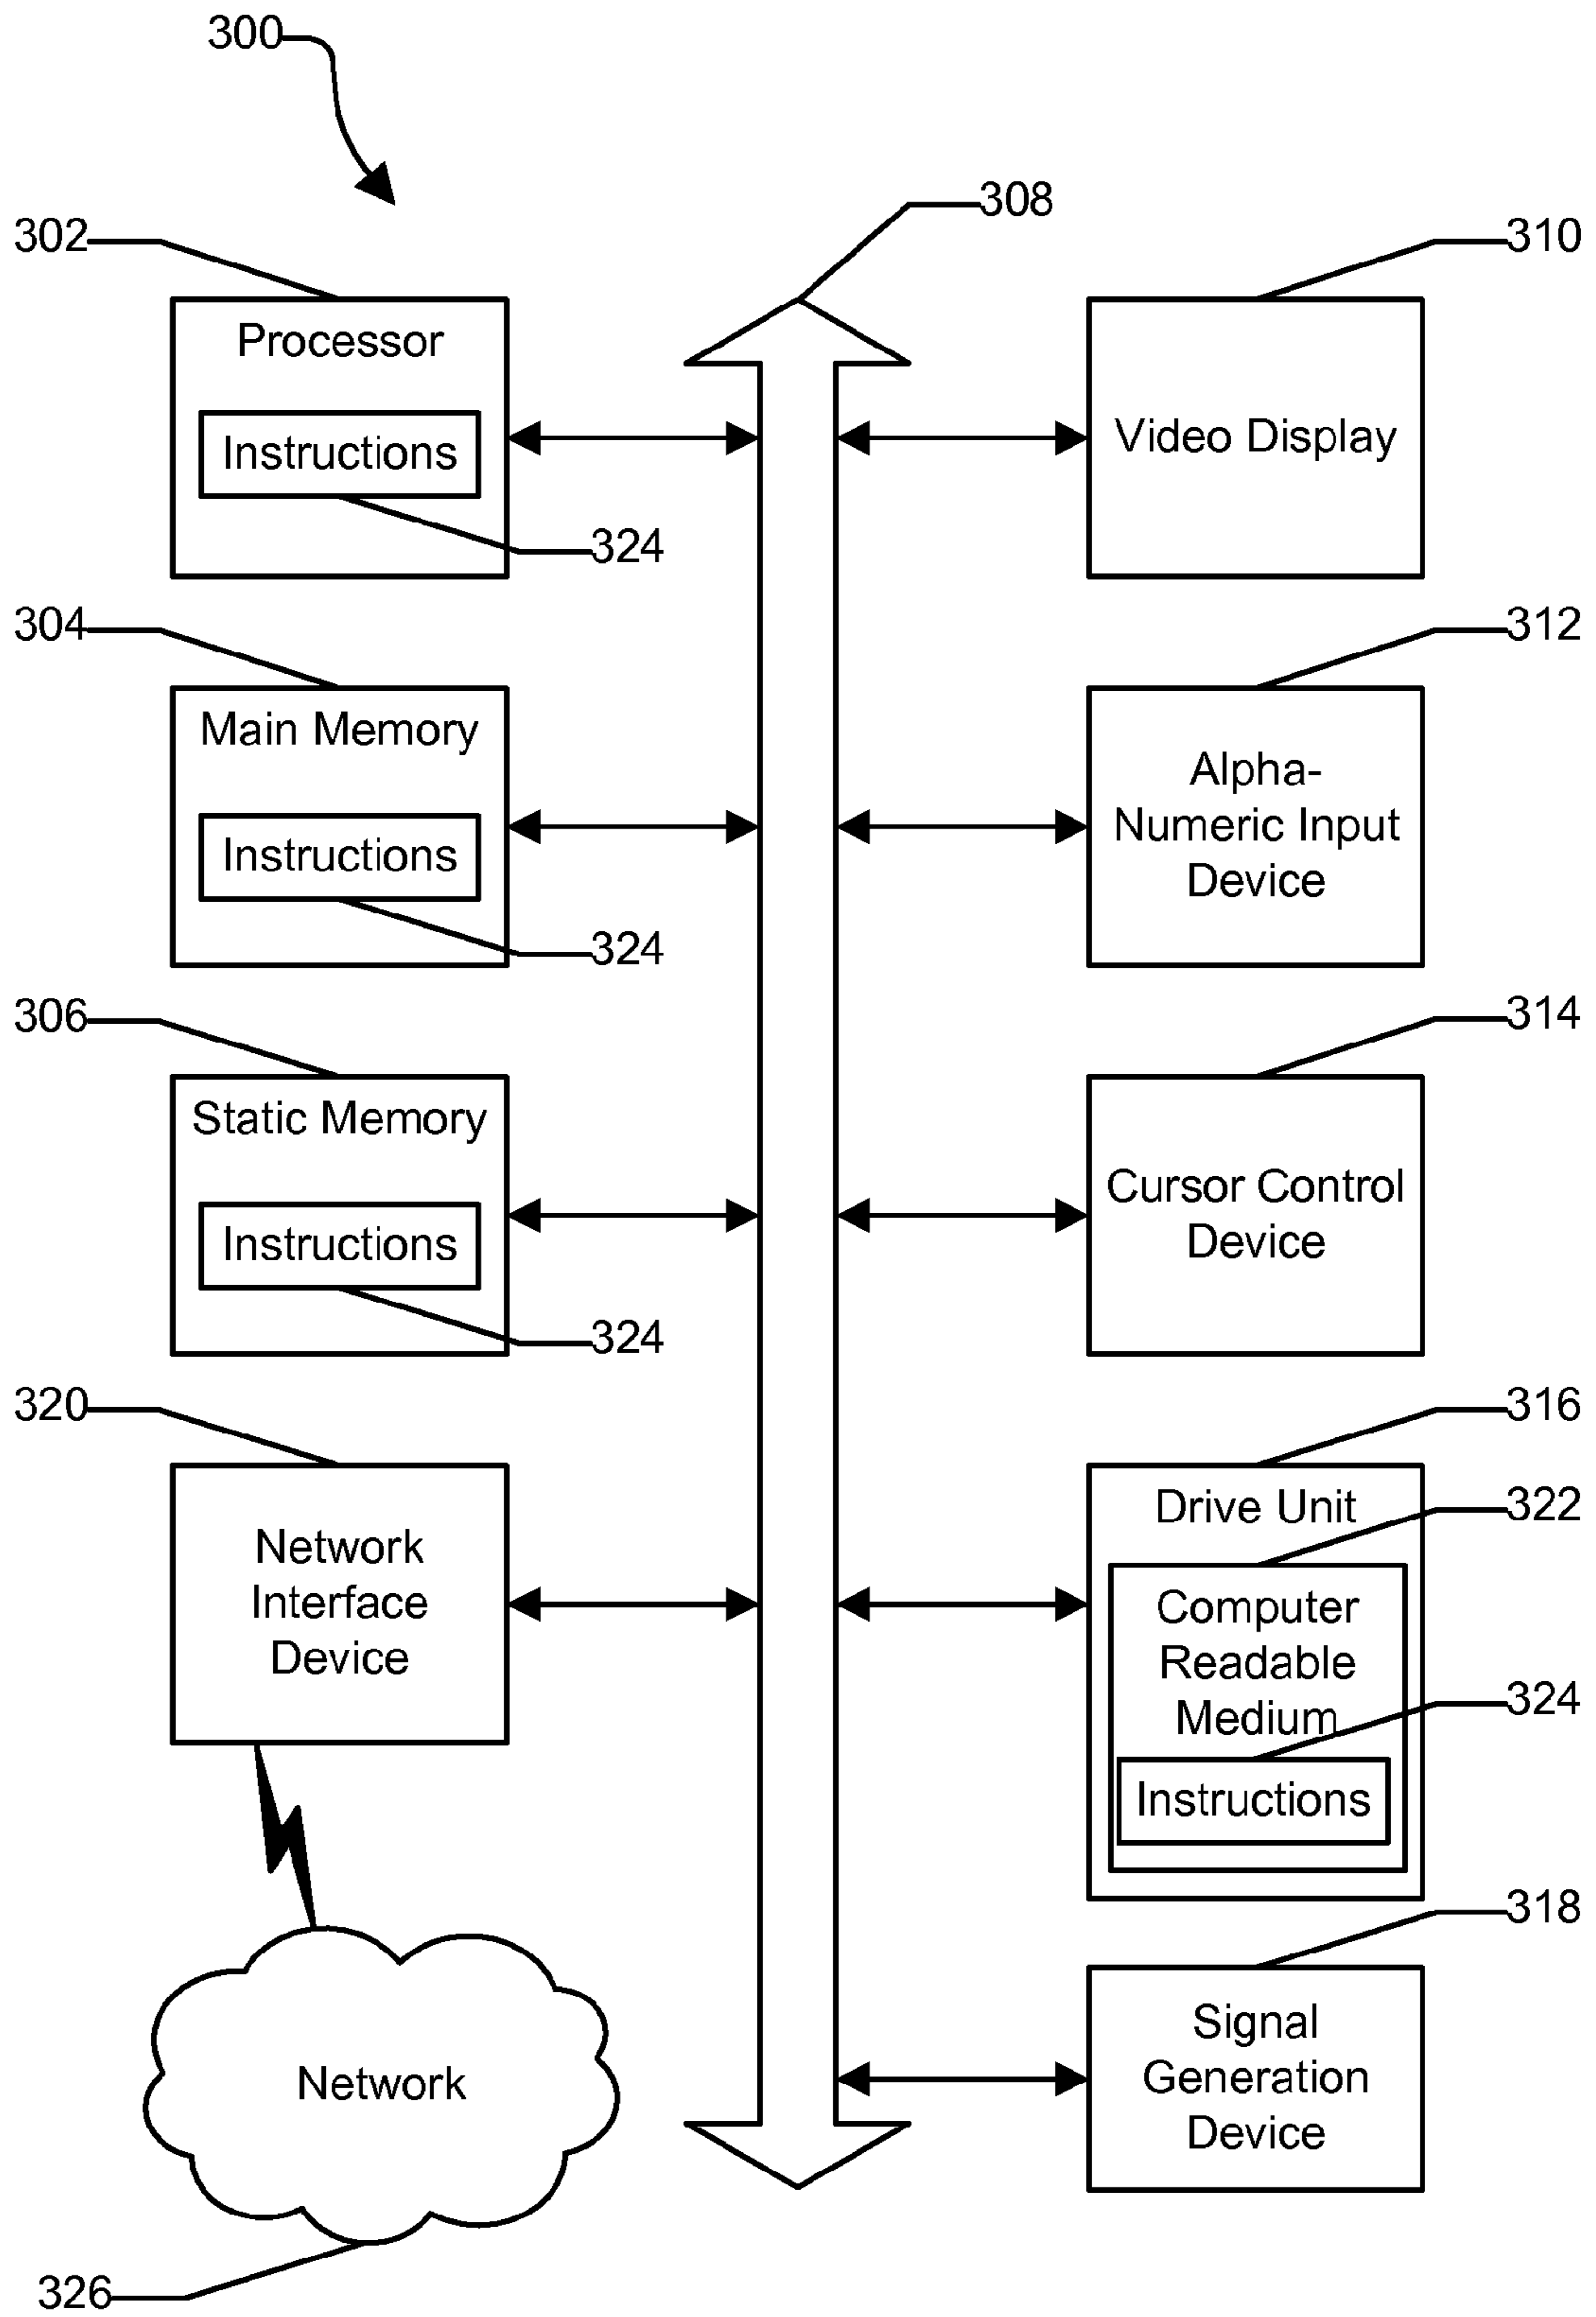 300
308
302
310
Processor
Instructions
324
Video Display
304
312
Main Memory
Instructions
324
Alpha-
Numeric Input
Device
306
314
Static Memory
Instructions
324
Cursor Control
Device
320
316
Network
Interface
Device
Drive Unit
322
Computer
Readable
Medium
324
Instructions
318
Signal
Generation
Device
Network
326